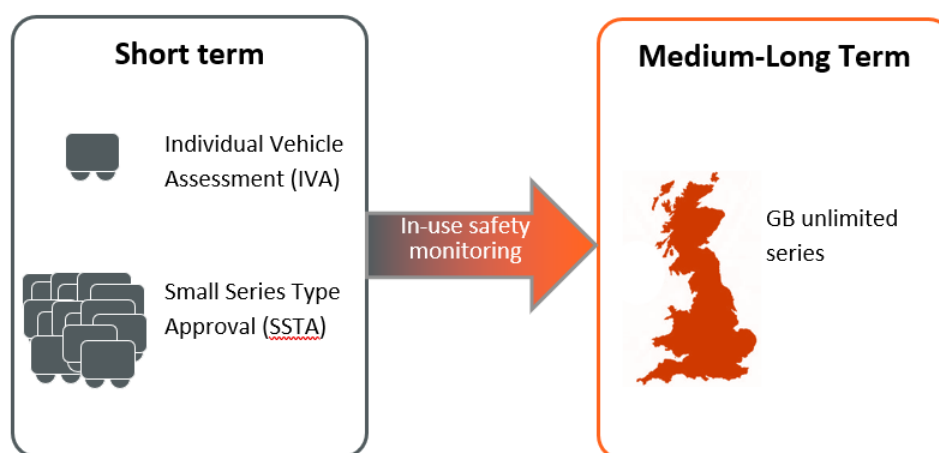 Short term
Individual Vehicle
Assessment (IVA)
Small Series Type
Approval (SSTA)
In-use safety
monitoring
Medium-Long Term
GB unlimited
series